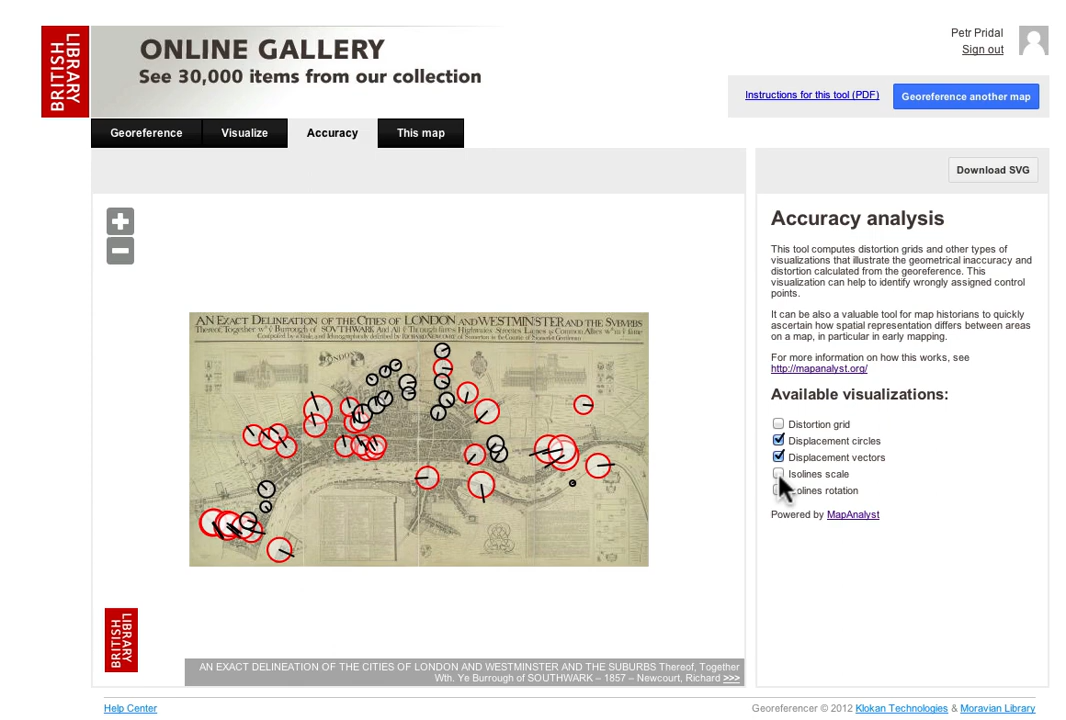 LIBRARY
BRITISH
ONLINE GALLERY
See 30,000 items from our collection
Petr Pridal
Sign out
Instructions for this tool (PDF)
Georeference another map
Georeference
Visualize
Accuracy
This map
Download SVG
Accuracy analysis
This tool computes distortion grids and other types of
visualizations that illustrate the geometrical inaccuracy and
distortion calculated from the georeference. This
visualization can help to identify wrongly assigned control
points.
It can be also a valuable tool for map historians to quickly
ascertain how spatial representation differs between areas
on a map, in particular in early mapping.
For more information on how this works, see
http://mapanalyst.org/
Available visualizations:
Distortion grid
Displacement circles
Displacement vectors
Isolines scale
olines rotation
Powered by MapAnalyst
AN EXACT DELINEATION OF THE CITIES OF LONDON AND WESTMINSTER AND THE SUBURBS
LONDON
LIBRARY
BRITISH
AN EXACT DELINEATION OF THE CITIES OF LONDON AND WESTMINSTER AND THE SUBURBS Thereof, Together
Wth. Ye Burrough of SOUTHWARK – 1857 – Newcourt, Richard >>>
Help Center
Georeferencer © 2012 Klokan Technologies & Moravian Library